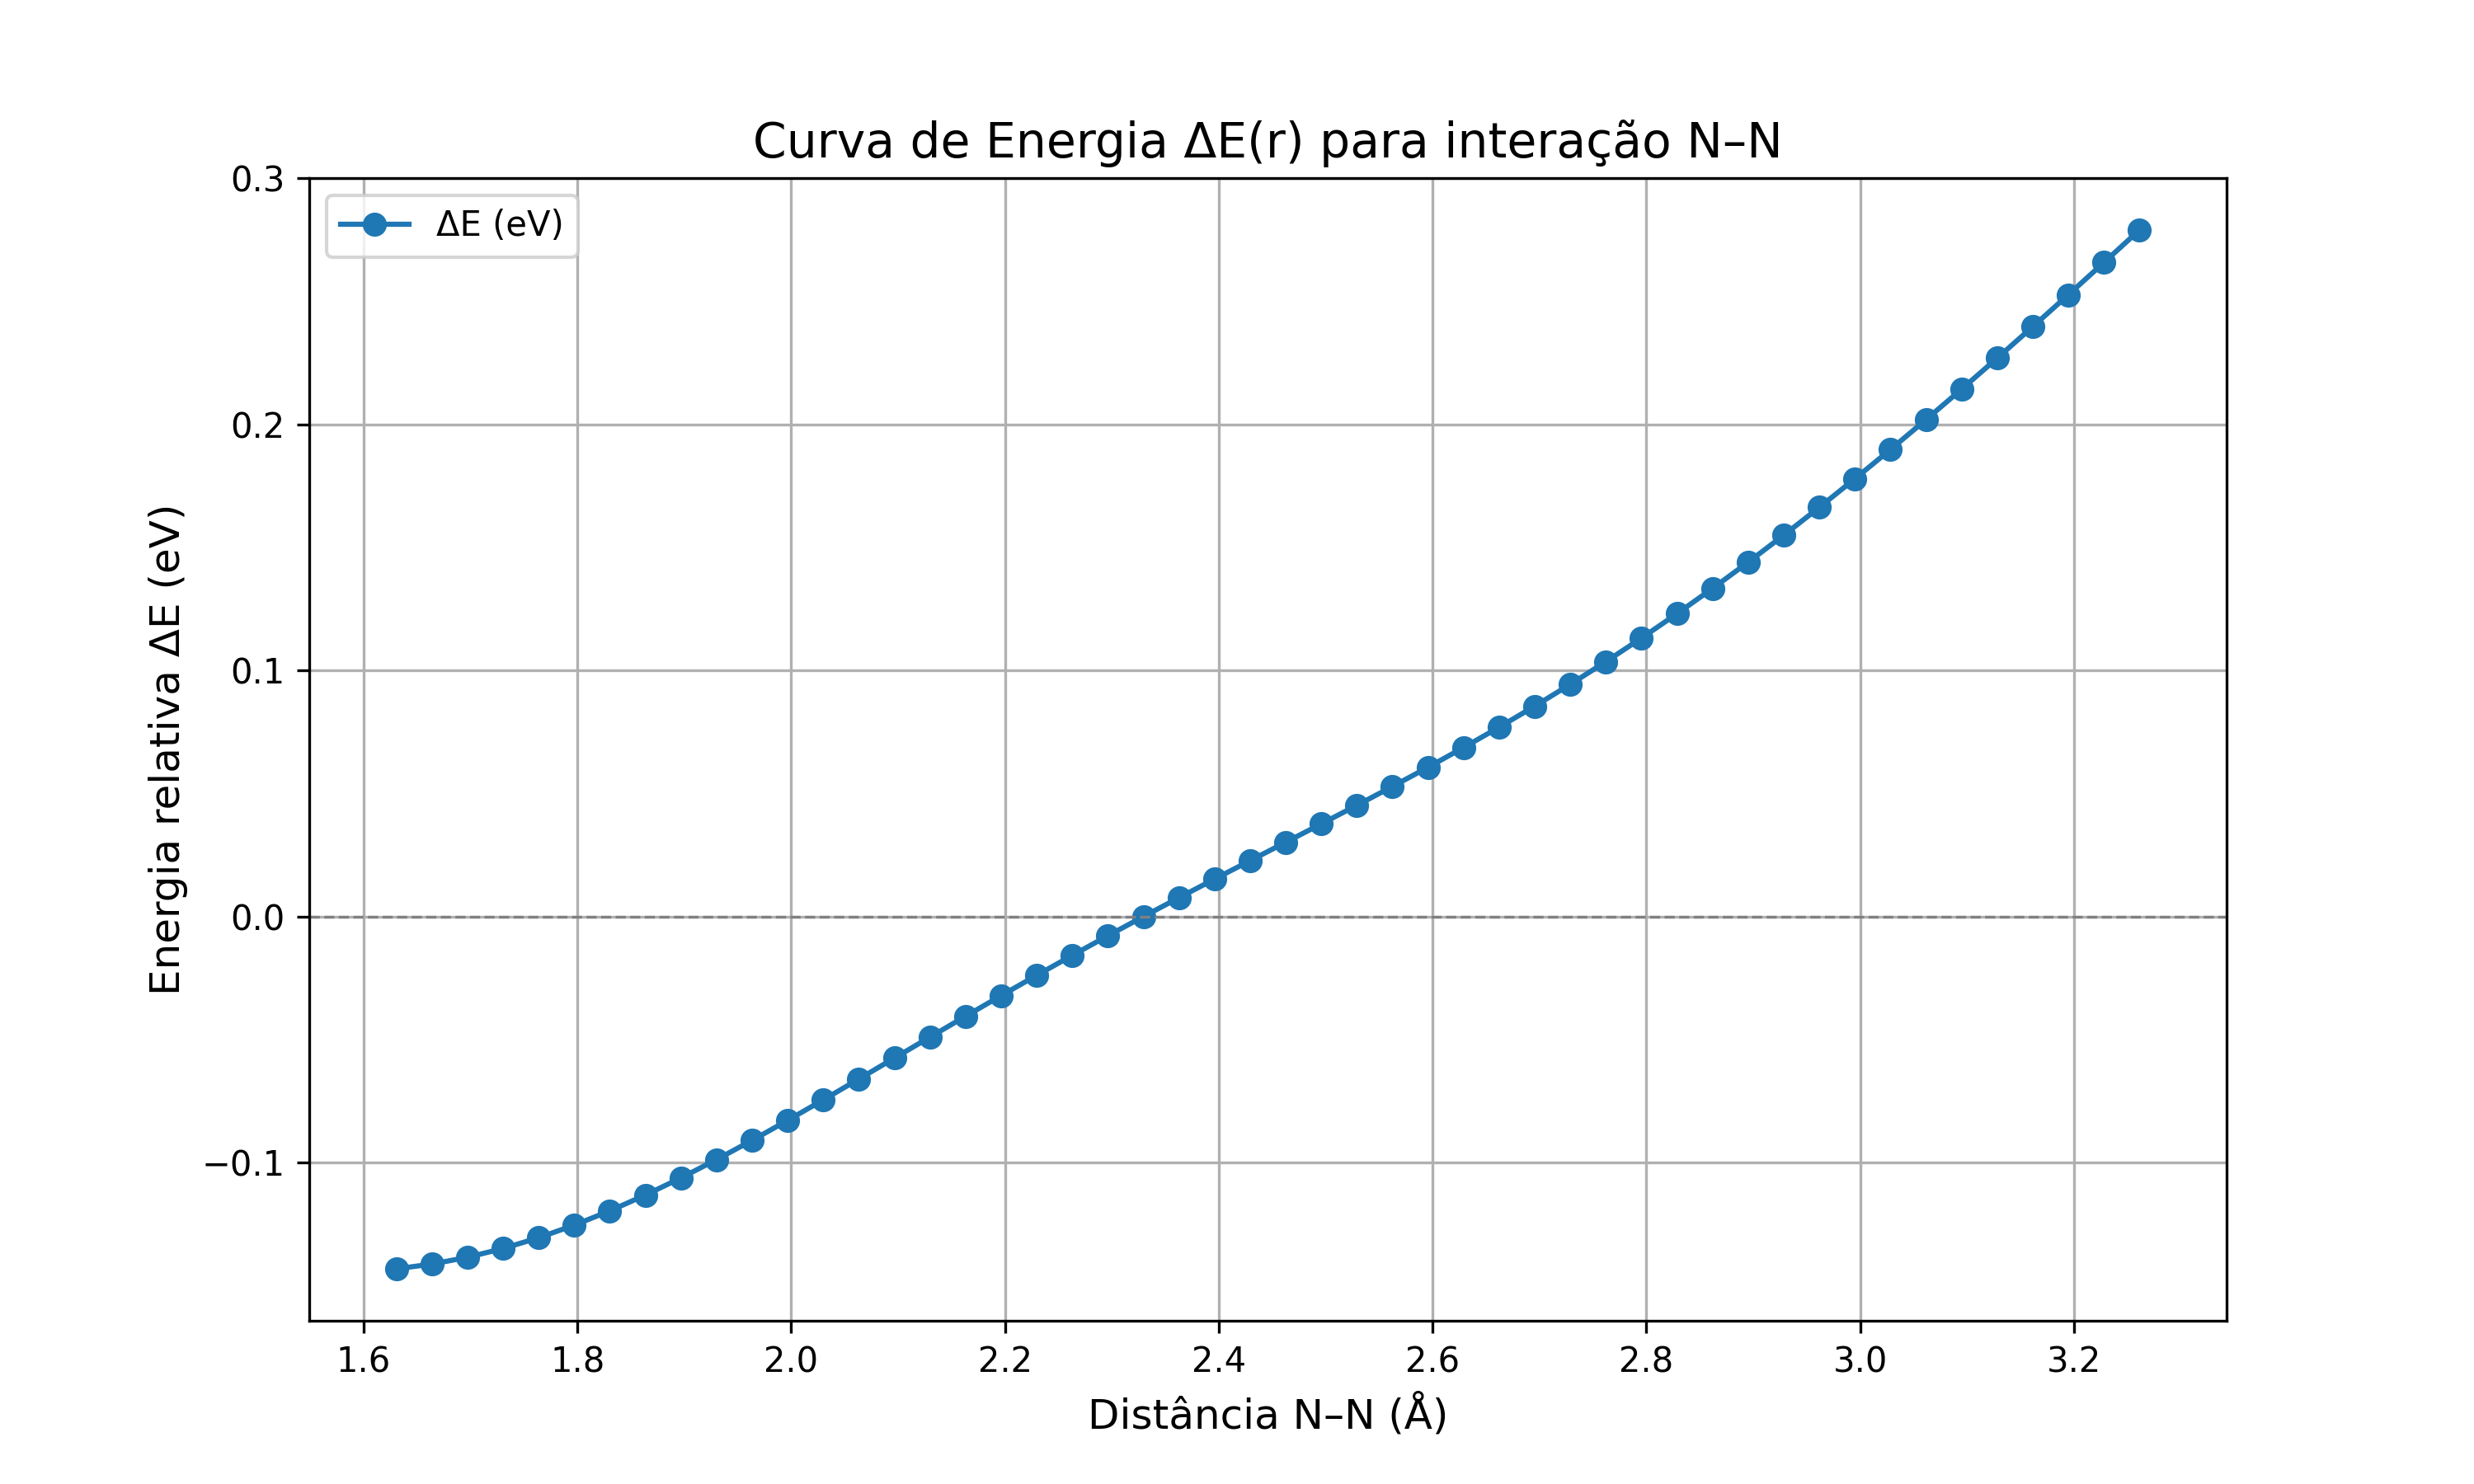 Curva de Energia ΔE(r) para interação N–N
ΔE (eV)
Energia relativa ΔE (eV)
0.3
0.2
0.1
0.0
−0.1
1.6 1.8 2.0 2.2 2.4 2.6 2.8 3.0 3.2
Distância N–N (Å)